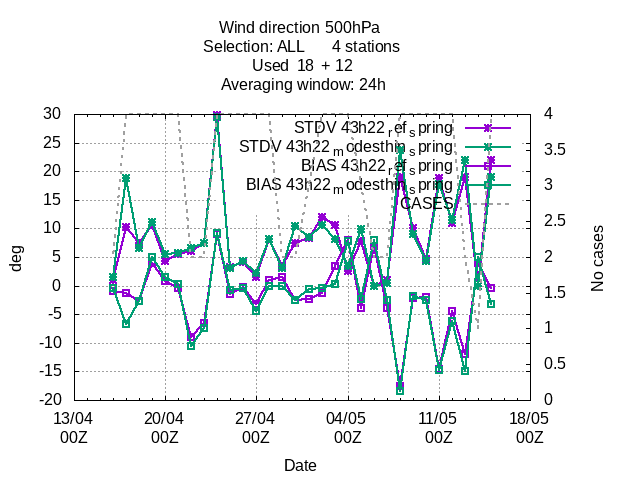 Wind direction 500hPa
Selection: ALL 4 stations
Used 18 + 12
Averaging window: 24h
STDV 43h22_ref_spring
STDV 43h22_modesthin_spring
BIAS 43h22_ref_spring
BIAS 43h22_modesthin_spring
CASES
30
25
20
15
10
5
0
-5
-10
-15
-20
deg
4
3.5
3
2.5
2
1.5
1
0.5
0
No cases
13/04 20/04 27/04 04/05 11/05 18/05
00Z 00Z 00Z 00Z 00Z 00Z
Date